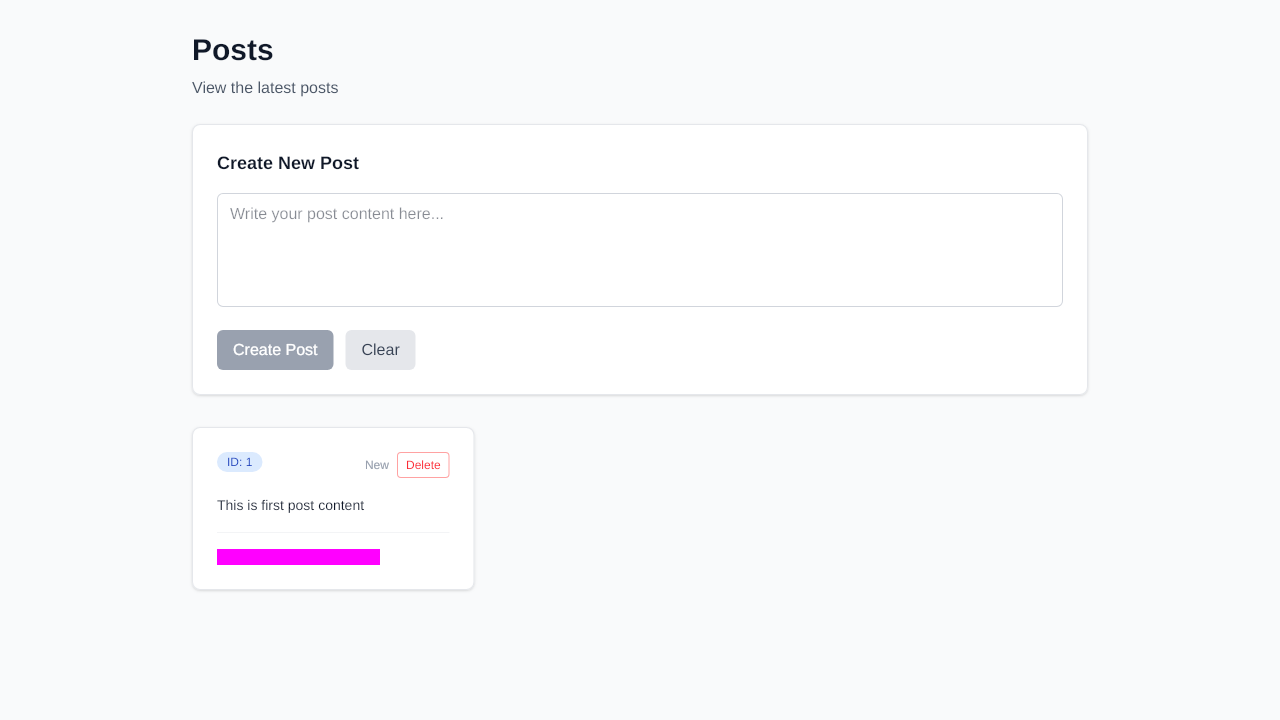 Posts
View the latest posts
Create New Post
Write your post content here...
Create Post
Clear
ID: 1
New
Delete
This is first post content